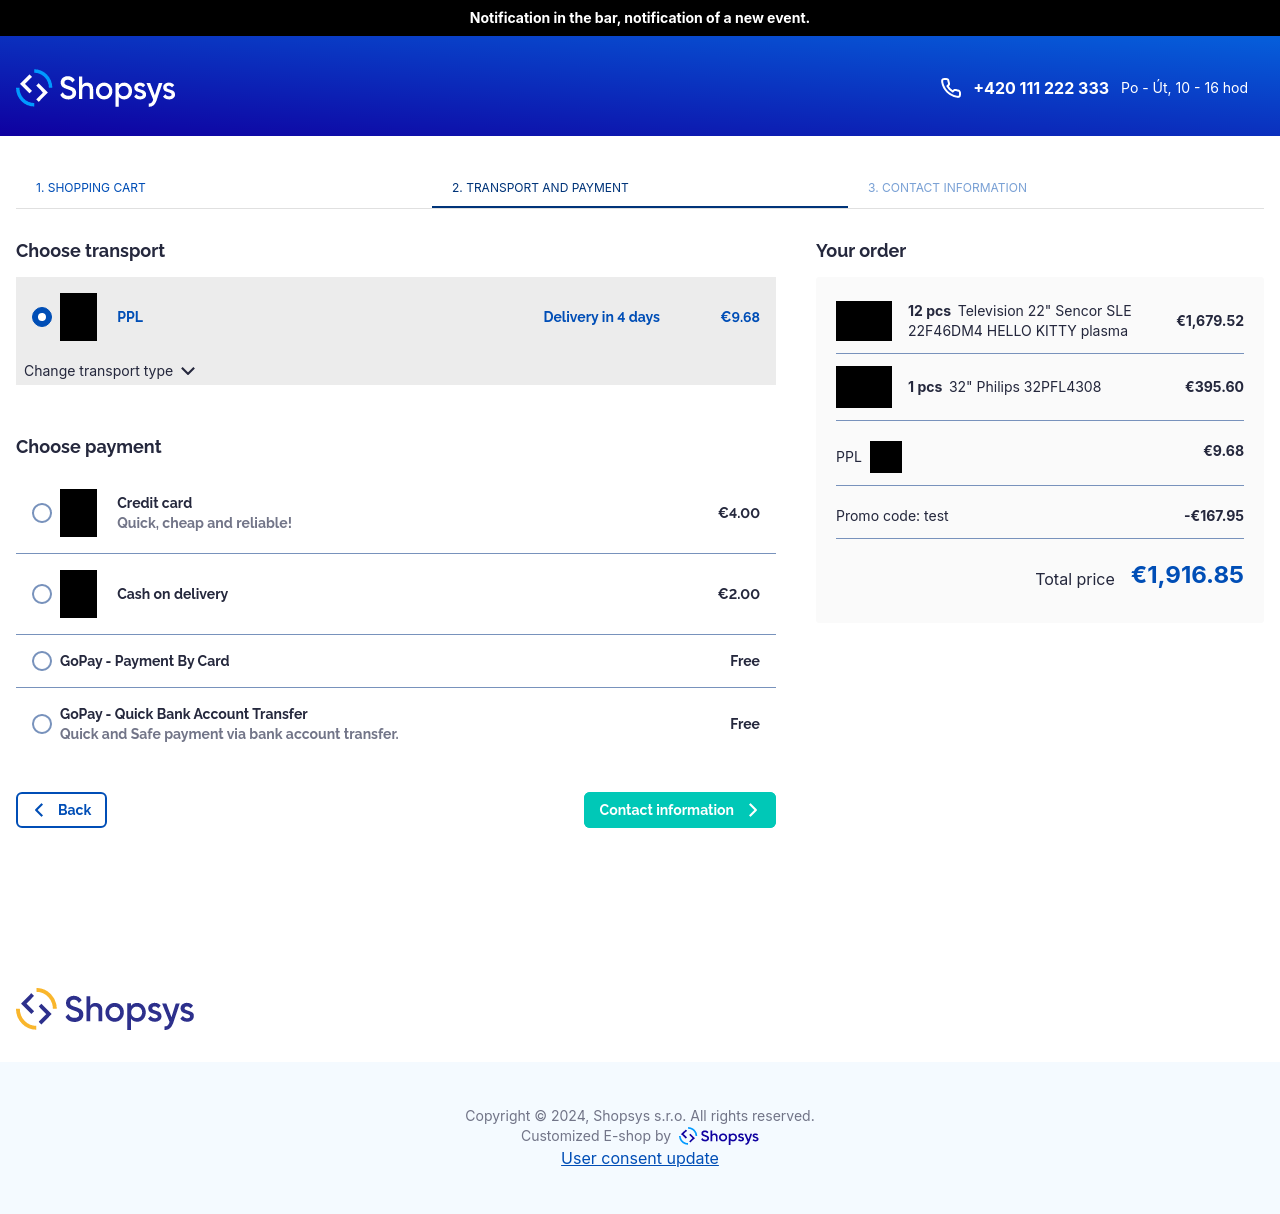 Notification in the bar, notification of a new event.
Shopsys
+420 111 222 333 Po - Út, 10 - 16 hod
1. SHOPPING CART
2. TRANSPORT AND PAYMENT
3. CONTACT INFORMATION
Choose transport
PPL Delivery in 4 days €9.68
Change transport type
Choose payment
Credit card
Quick, cheap and reliable!
€4.00
Cash on delivery €2.00
GoPay - Payment By Card Free
GoPay - Quick Bank Account Transfer
Quick and Safe payment via bank account transfer.
Free
Back
Contact information
Your order
12 pcs Television 22" Sencor SLE
22F46DM4 HELLO KITTY plasma
€1,679.52
1 pcs 32" Philips 32PFL4308 €395.60
PPL €9.68
Promo code: test -€167.95
Total price €1,916.85
Shopsys
Copyright © 2024, Shopsys s.r.o. All rights reserved.
Customized E-shop by Shopsys
User consent update